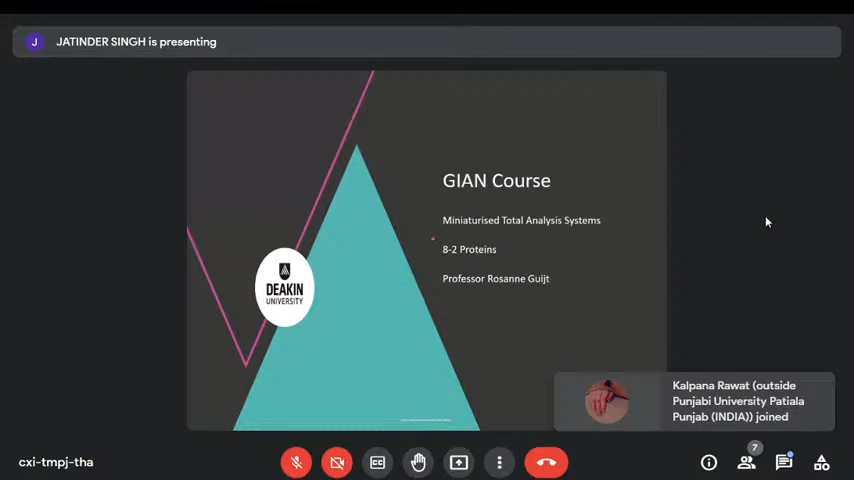 J
JATINDER SINGH is presenting
GIAN Course
Miniaturised Total Analysis Systems
8-2 Proteins
Professor Rosanne Guijt
DEAKIN
UNIVERSITY
Kalpana Rawat (outside
Punjabi University Patiala
Punjab (INDIA)) joined
cxi-tmpj-tha
CC
7